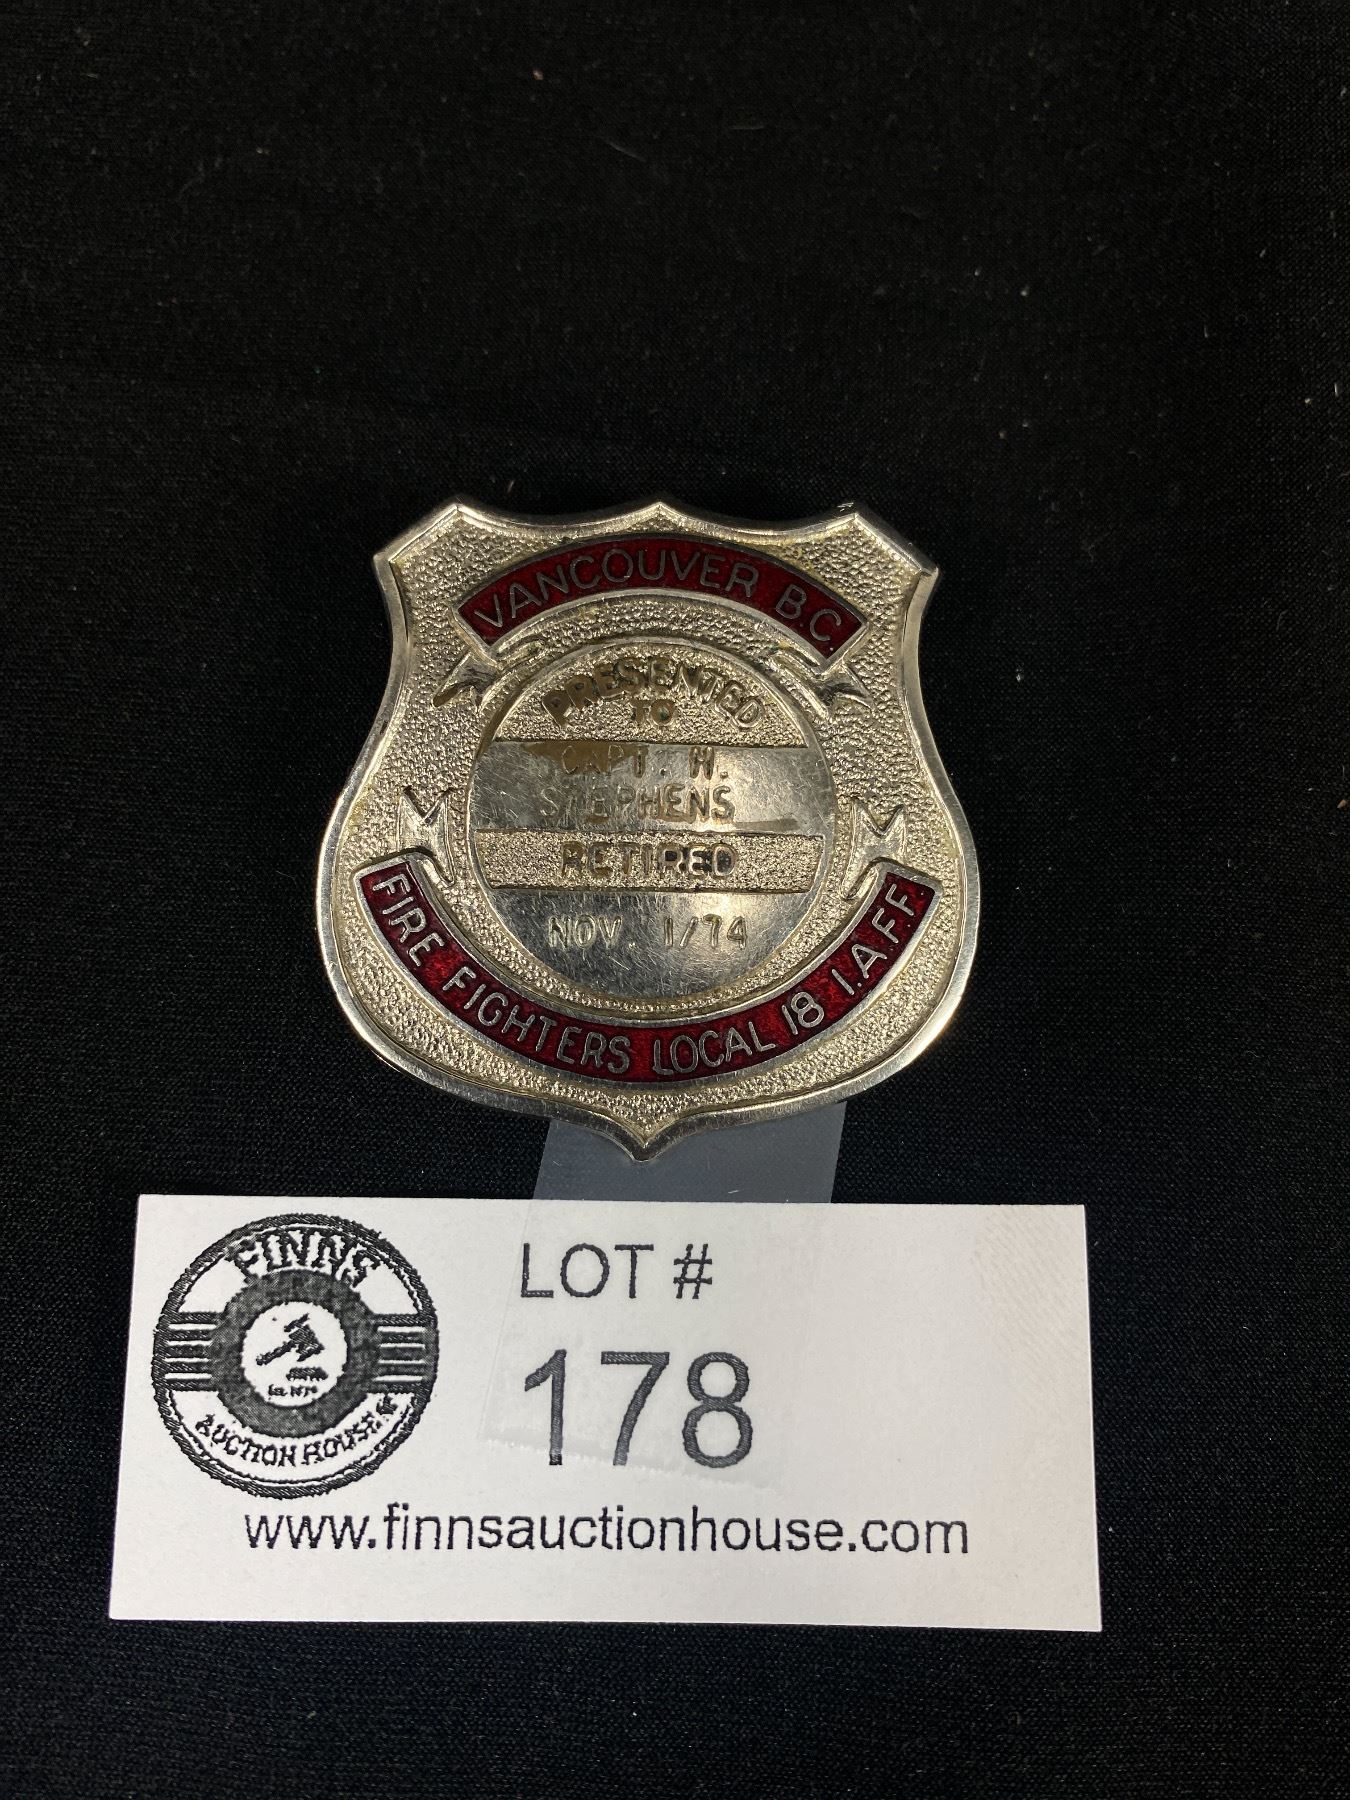 VANCOUVER B.C
PRESENTED
TO
CAPT. H.
STEPHENS
RETIRED
NOV. 1/74
FIRE FIGHTERS LOCAL 18 I.A.F.F
FINNS
AUCTION HOUSE
LOT #
178
www.finnsauctionhouse.com